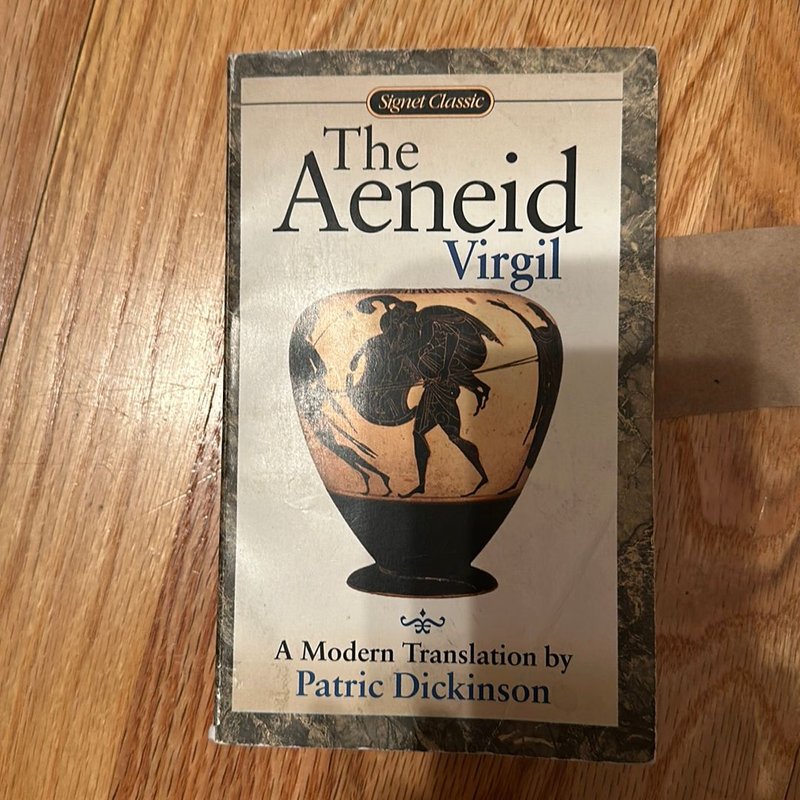 Signet Classic
The
Aeneid
Virgil
A Modern Translation by
Patric Dickinson